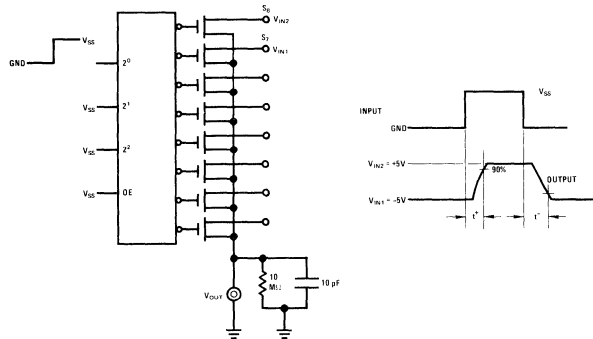 S8
VIN2
VSS
GND
S7
VIN1
2⁰
VSS
2¹
VSS
2²
VSS
OE
10
MΩ
10 pF
VOUT
INPUT
VSS
GND
VIN2 = +5V
90%
OUTPUT
VIN1 = -5V
t+
t-